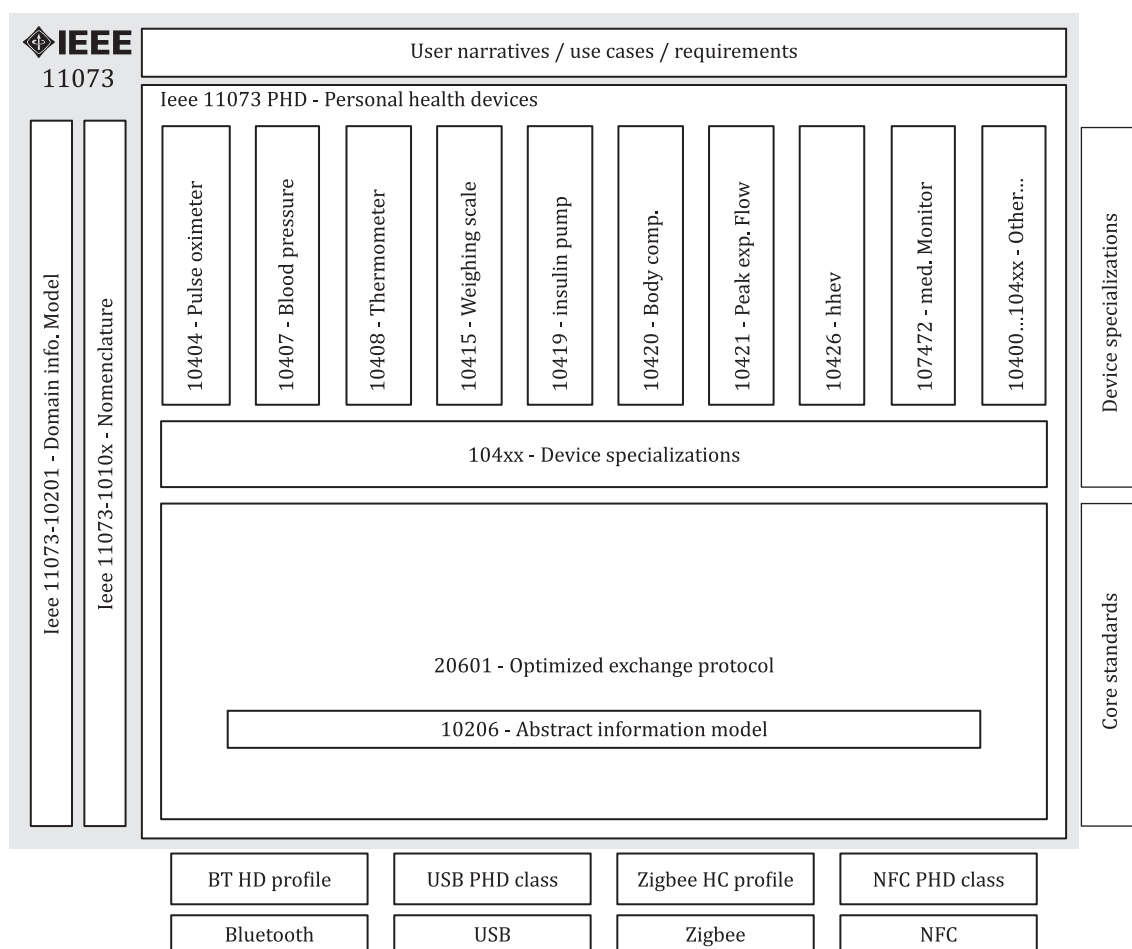 IEEE
11073
User narratives / use cases / requirements
Ieee 11073 PHD - Personal health devices
Ieee 11073-10201 - Domain info. Model
Ieee 11073-1010x - Nomenclature
10404 - Pulse oximeter
10407 - Blood pressure
10408 - Thermometer
10415 - Weighing scale
10419 - insulin pump
10420 - Body comp.
10421 - Peak exp. Flow
10426 - hhev
107472 - med. Monitor
10400...104xx - Other...
Device specializations
104xx - Device specializations
20601 - Optimized exchange protocol
10206 - Abstract information model
Core standards
BT HD profile
USB PHD class
Zigbee HC profile
NFC PHD class
Bluetooth
USB
Zigbee
NFC